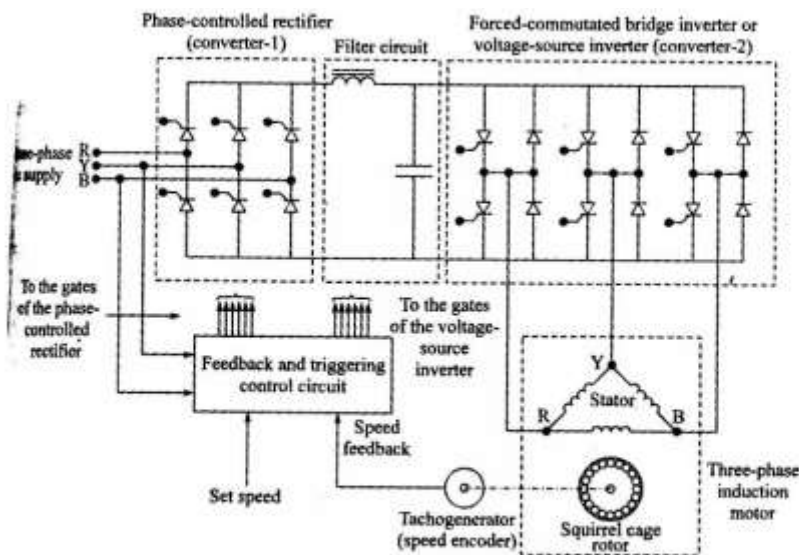 Phase-controlled rectifier
(converter-1)
Filter circuit
Forced-commutated bridge inverter or
voltage-source inverter (converter-2)
e-phase
supply
R
Y
B
To the gates
of the phase-
controlled
rectifier
To the gates
of the voltage-
source
inverter
Feedback and triggering
control circuit
Speed
feedback
Set speed
Tachogenerator
(speed encoder)
Y
R
Stator
B
Squirrel cage
rotor
Three-phase
induction
motor